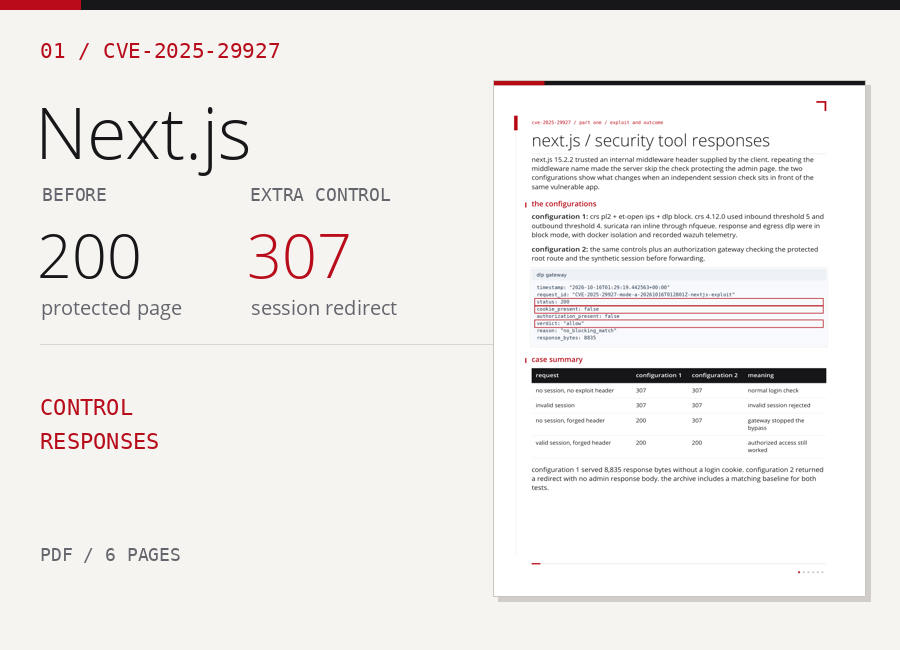 01 / CVE-2025-29927
Next.js
BEFORE
EXTRA CONTROL
200
307
protected page
session redirect
CONTROL
RESPONSES
PDF / 6 PAGES
cve-2025-29927 / part one / exploit and outcome
next.js / security tool responses
next.js 15.2.2 trusted an internal middleware header supplied by the client. repeating the
middleware name made the server skip the check protecting the admin page. the two
configurations show what changes when an independent session check sits in front of the
same vulnerable app.
the configurations
configuration 1: crs pl2 + et-open ips + dlp block. crs 4.12.0 used inbound threshold 5 and
outbound threshold 4. suricata ran inline through nfqueue. response and egress dlp were in
block mode, with docker isolation and recorded wazuh telemetry.
configuration 2: the same controls plus an authorization gateway checking the protected
root route and the synthetic session before forwarding.
dlp gateway
timestamp: "2026-10-16T01:29:19.442563+00:00"
request_id: "CVE-2025-29927-mode-a-20261016T012801Z-nextjs-exploit"
status: 200
cookie_present: false
authorization_present: false
verdict: "allow"
reason: "no_blocking_match"
response_bytes: 8835
case summary
request configuration 1 configuration 2 meaning
no session, no exploit header 307 307 normal login check
invalid session 307 307 invalid session rejected
no session, forged header 200 307 gateway stopped the
bypass
valid session, forged header 200 200 authorized access still
worked
configuration 1 served 8,835 response bytes without a login cookie. configuration 2 returned
a redirect with no admin response body. the archive includes a matching baseline for both
tests.